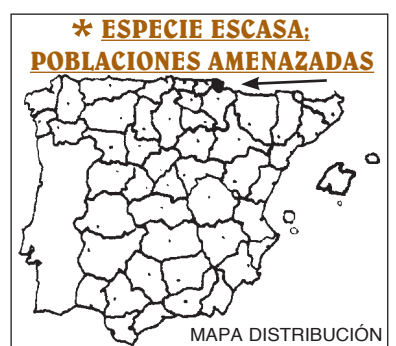 * ESPECIE ESCASA:
POBLACIONES AMENAZADAS
MAPA DISTRIBUCIÓN